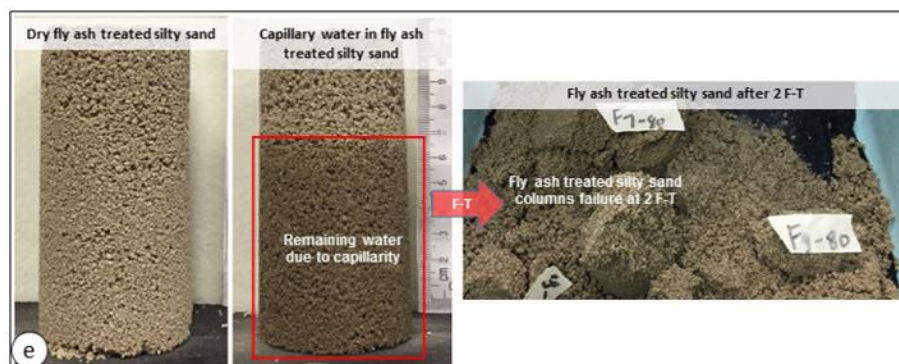 Dry fly ash treated silty sand
Capillary water in fly ash
treated silty sand
Fly ash treated silty sand after 2 F-T
Remaining water
due to capillarity
F-T
Fly ash treated silty sand
columns failure at 2 F-T
F7-80
F9-80
cm
e